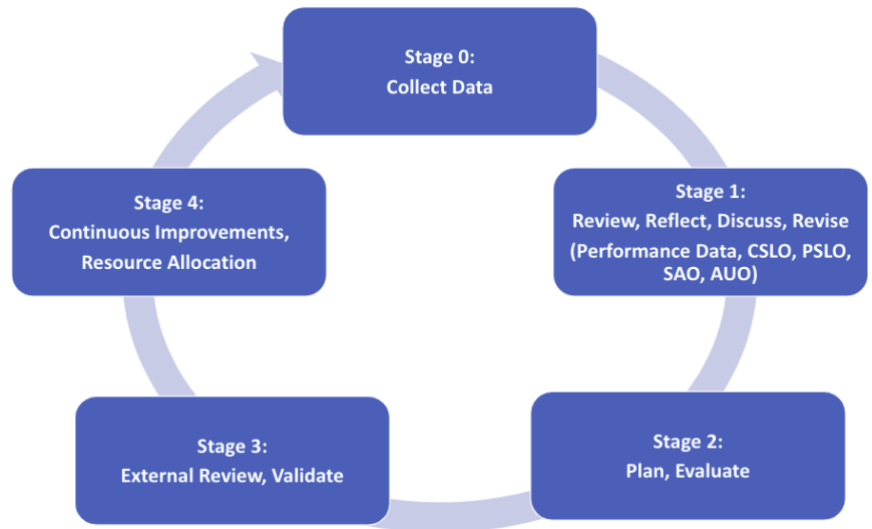 Stage 0:
Collect Data
Stage 1:
Review, Reflect, Discuss, Revise
(Performance Data, CSLO, PSLO,
SAO, AUO)
Stage 2:
Plan, Evaluate
Stage 3:
External Review, Validate
Stage 4:
Continuous Improvements,
Resource Allocation